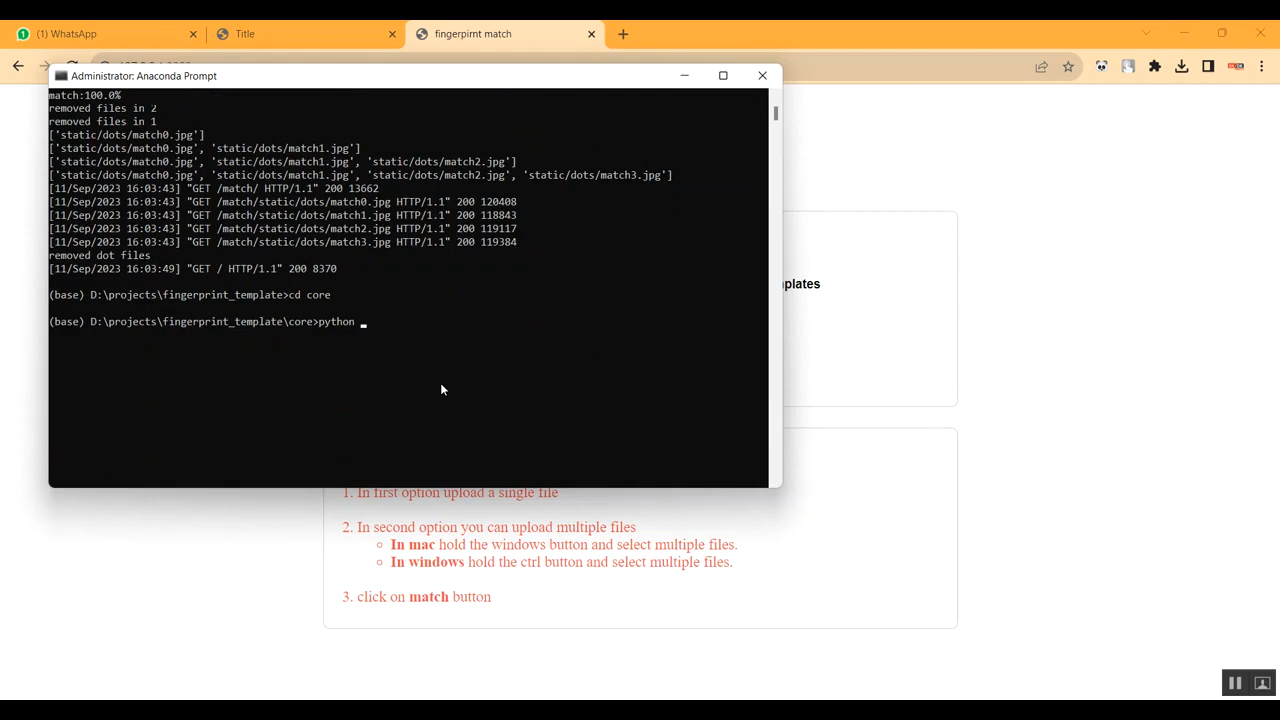 (1) WhatsApp
Title
fingerpirnt match
Administrator: Anaconda Prompt
match:100.0%
removed files in 2
removed files in 1
['static/dots/match0.jpg']
['static/dots/match0.jpg', 'static/dots/match1.jpg']
['static/dots/match0.jpg', 'static/dots/match1.jpg', 'static/dots/match2.jpg']
['static/dots/match0.jpg', 'static/dots/match1.jpg', 'static/dots/match2.jpg', 'static/dots/match3.jpg']
[11/Sep/2023 16:03:43] "GET /match/ HTTP/1.1" 200 13662
[11/Sep/2023 16:03:43] "GET /match/static/dots/match0.jpg HTTP/1.1" 200 120408
[11/Sep/2023 16:03:43] "GET /match/static/dots/match1.jpg HTTP/1.1" 200 118843
[11/Sep/2023 16:03:43] "GET /match/static/dots/match2.jpg HTTP/1.1" 200 119117
[11/Sep/2023 16:03:43] "GET /match/static/dots/match3.jpg HTTP/1.1" 200 119384
removed dot files
[11/Sep/2023 16:03:49] "GET / HTTP/1.1" 200 8370
(base) D:\projects\fingerprint_template>cd core
(base) D:\projects\fingerprint_template\core>python _
plates
1. In first option upload a single file
2. In second option you can upload multiple files
In mac hold the windows button and select multiple files.
In windows hold the ctrl button and select multiple files.
3. click on match button